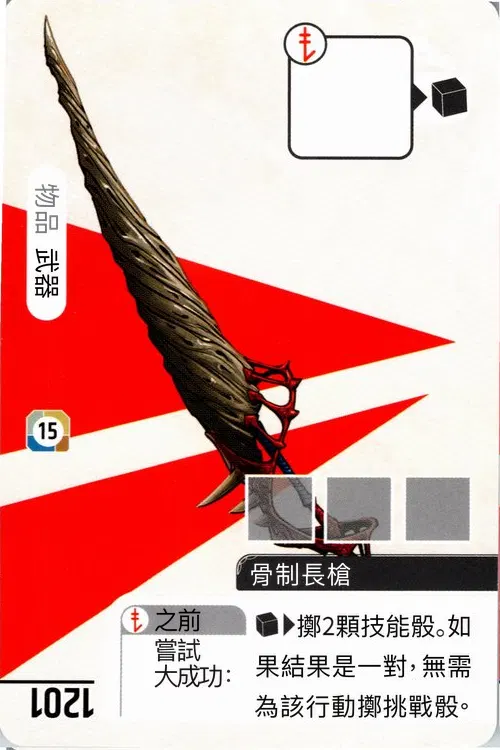 物品 武器
15
骨制長槍
之前
嘗試
大成功：
擲2顆技能骰。如
果結果是一對，無需
為該行動擲挑戰骰。
1201